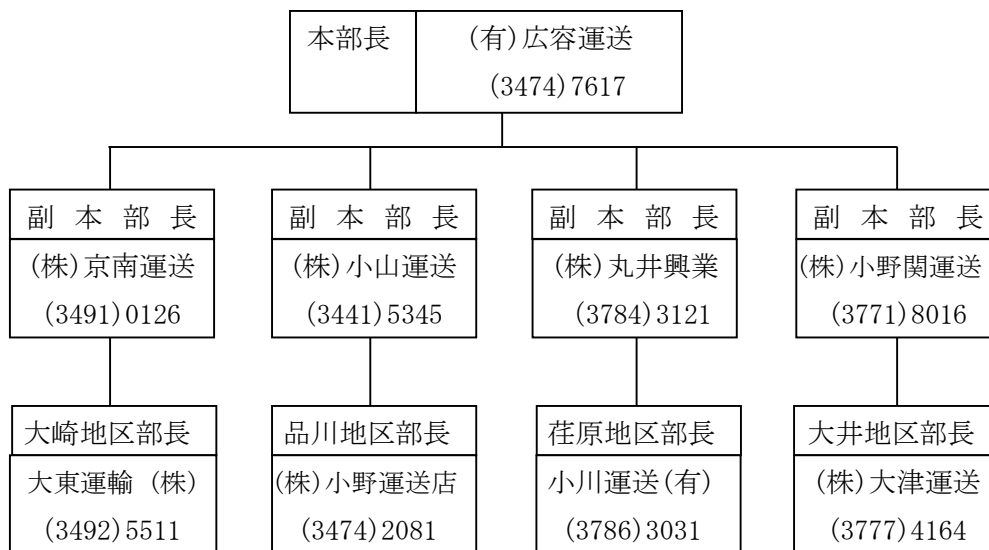 本部長
(有)広容運送
(3474)7617
副本部長
(株)京南運送
(3491)0126
副本部長
(株)小山運送
(3441)5345
副本部長
(株)丸井興業
(3784)3121
副本部長
(株)小野関運送
(3771)8016
大崎地区部長
大東運輸(株)
(3492)5511
品川地区部長
(株)小野運送店
(3474)2081
荏原地区部長
小川運送(有)
(3786)3031
大井地区部長
(株)大津運送
(3777)4164